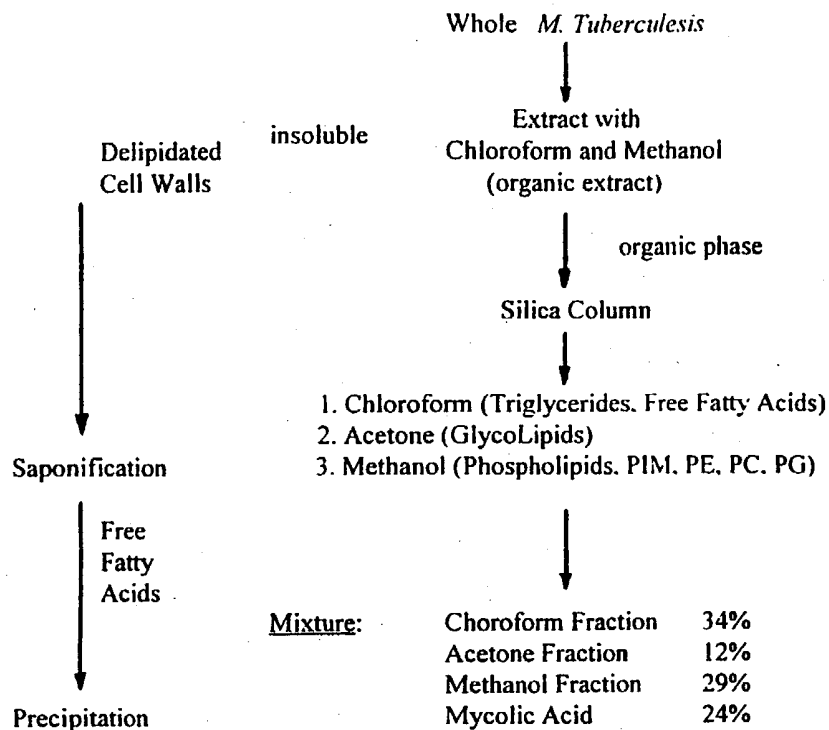 Whole M. Tuberculesis
insoluble
Extract with
Chloroform and Methanol
(organic extract)
Delipidated
Cell Walls
organic phase
Silica Column
1. Chloroform (Triglycerides. Free Fatty Acids)
2. Acetone (GlycoLipids)
3. Methanol (Phospholipids. PIM. PE, PC. PG)
Saponification
Free
Fatty
Acids
Mixture: Choroform Fraction 34%
Acetone Fraction 12%
Methanol Fraction 29%
Mycolic Acid 24%
Precipitation